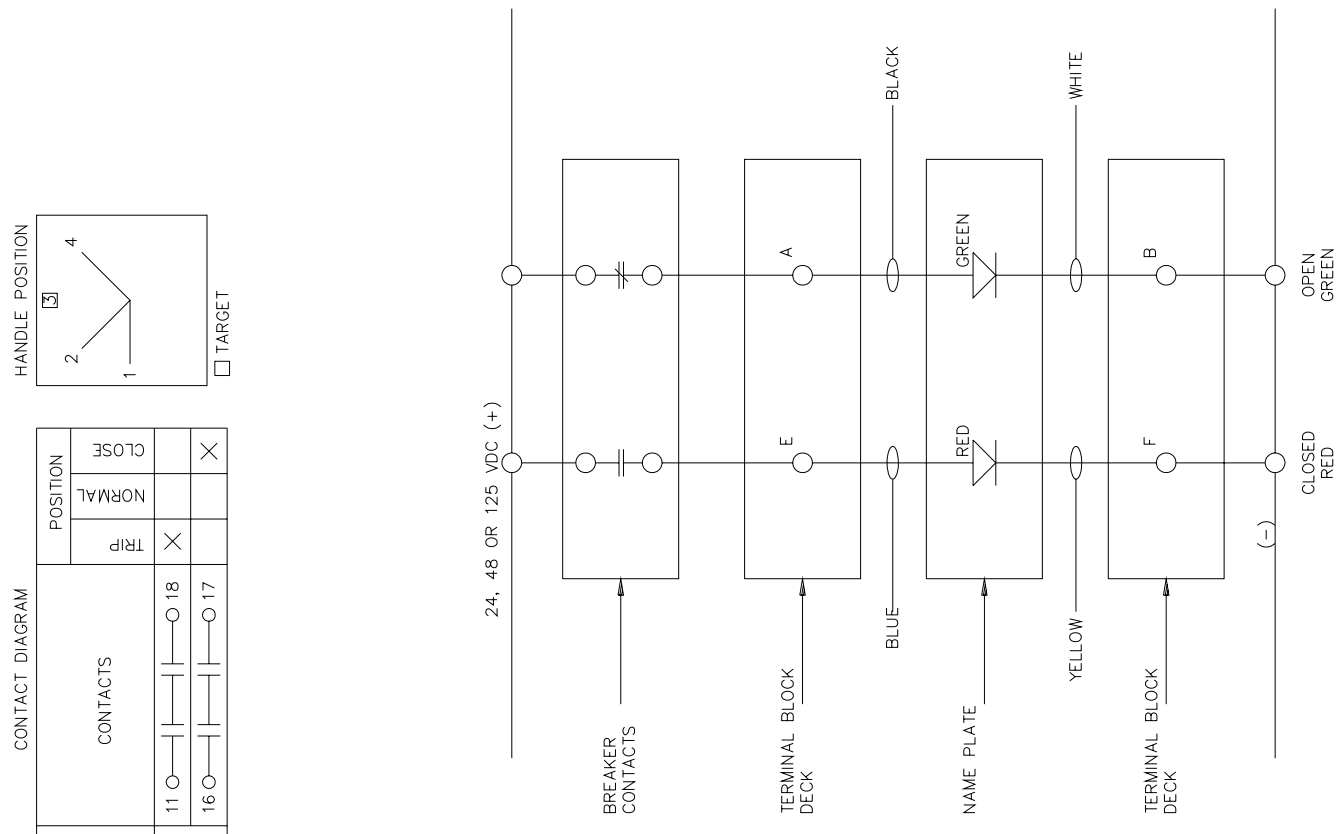 CONTACT DIAGRAM
CONTACTS
POSITION
TRIP
NORMAL
CLOSE
11
18
X
16
17
X
HANDLE POSITION
1
2
3
4
TARGET
24, 48 OR 125 VDC (+)
BREAKER
CONTACTS
TERMINAL BLOCK
DECK
E
A
BLUE
BLACK
NAME PLATE
RED
GREEN
YELLOW
WHITE
TERMINAL BLOCK
DECK
F
B
(-)
CLOSED
RED
OPEN
GREEN